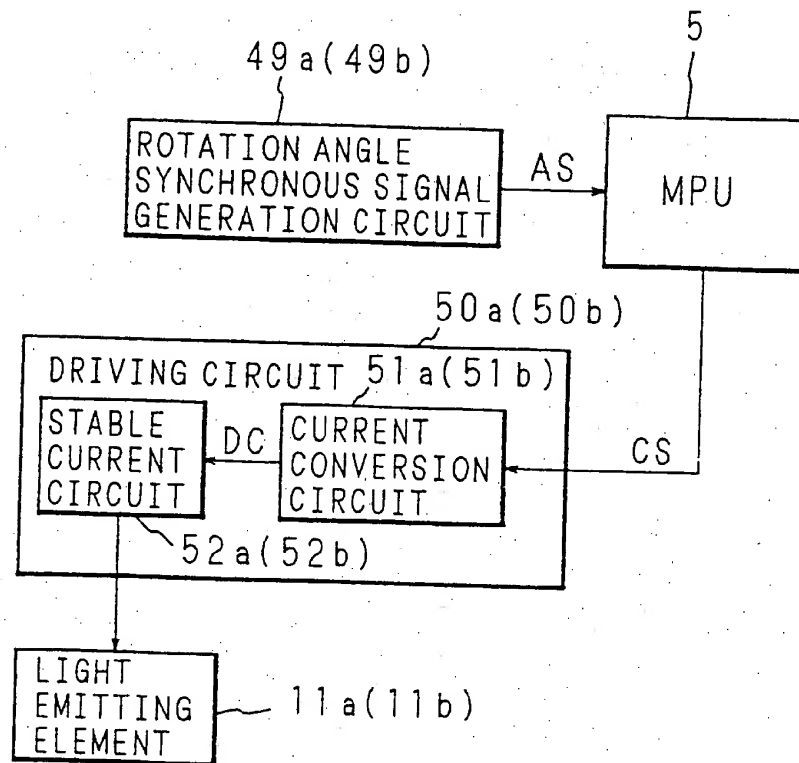 49a(49b)
5
ROTATION ANGLE
SYNCHRONOUS SIGNAL
GENERATION CIRCUIT
AS
MPU
50a(50b)
DRIVING CIRCUIT
51a(51b)
STABLE
CURRENT
CIRCUIT
DC
CURRENT
CONVERSION
CIRCUIT
CS
52a(52b)
LIGHT
EMITTING
ELEMENT
11a(11b)